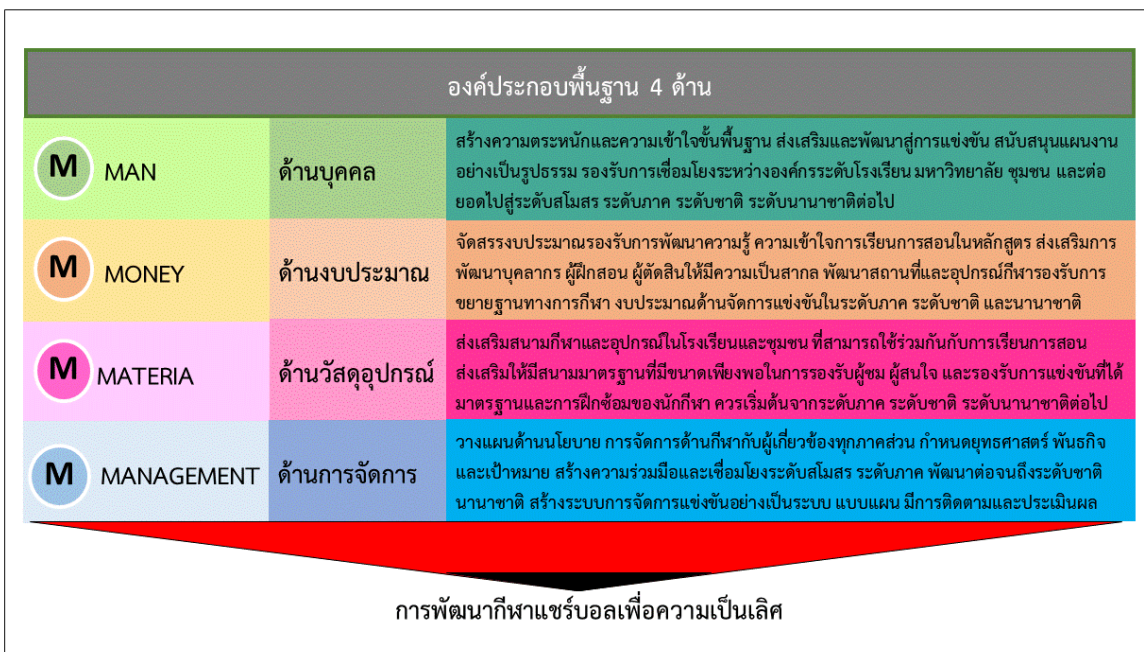 องค์ประกอบพื้นฐาน 4 ด้าน
M MAN
ด้านบุคคล
สร้างความตระหนักและความเข้าใจขั้นพื้นฐาน ส่งเสริมและพัฒนาสู่การแข่งขัน สนับสนุนแผนงาน
อย่างเป็นรูปธรรม รองรับการเชื่อมโยงระหว่างองค์กรระดับโรงเรียน มหาวิทยาลัย ชุมชน และต่อ
ยอดไปสู่ระดับสโมสร ระดับภาค ระดับชาติ ระดับนานาชาติต่อไป
M MONEY
ด้านงบประมาณ
จัดสรรงบประมาณรองรับการพัฒนาความรู้ ความเข้าใจการเรียนการสอนในหลักสูตร ส่งเสริมการ
พัฒนาบุคลากร ผู้ฝึกสอน ผู้ตัดสินให้มีความเป็นสากล พัฒนาสถานที่และอุปกรณ์กีฬารองรับการ
ขยายฐานทางการกีฬา งบประมาณด้านจัดการแข่งขันในระดับภาค ระดับชาติ และนานาชาติ
M MATERIA
ด้านวัสดุอุปกรณ์
ส่งเสริมสนามกีฬาและอุปกรณ์ในโรงเรียนและชุมชน ที่สามารถใช้ร่วมกันกับการเรียนการสอน
ส่งเสริมให้มีสนามมาตรฐานที่มีขนาดเพียงพอในการรองรับผู้ชม ผู้สนใจ และรองรับการแข่งขันที่ได้
มาตรฐานและการฝึกซ้อมของนักกีฬา ควรเริ่มต้นจากระดับภาค ระดับชาติ ระดับนานาชาติต่อไป
M MANAGEMENT
ด้านการจัดการ
วางแผนด้านนโยบาย การจัดการด้านกีฬากับผู้เกี่ยวข้องทุกภาคส่วน กำหนดยุทธศาสตร์ พันธกิจ
และเป้าหมาย สร้างความร่วมมือและเชื่อมโยงระดับสโมสร ระดับภาค พัฒนาต่อจนถึงระดับชาติ
นานาชาติ สร้างระบบการจัดการแข่งขันอย่างเป็นระบบ แบบแผน มีการติดตามและประเมินผล
การพัฒนากีฬาแชร์บอลเพื่อความเป็นเลิศ